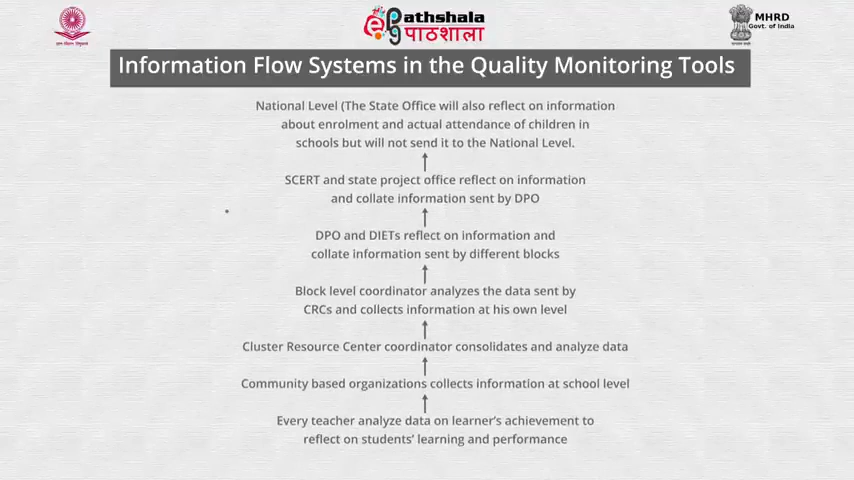 Pathshala
पाठशाला
MHRD
Govt. of India
Information Flow Systems in the Quality Monitoring Tools
National Level (The State Office will also reflect on information
about enrolment and actual attendance of children in
schools but will not send it to the National Level.
SCERT and state project office reflect on information
and collate information sent by DPO
DPO and DIETs reflect on information and
collate information sent by different blocks
Block level coordinator analyzes the data sent by
CRCs and collects information at his own level
Cluster Resource Center coordinator consolidates and analyze data
Community based organizations collects information at school level
Every teacher analyze data on learner's achievement to
reflect on students' learning and performance